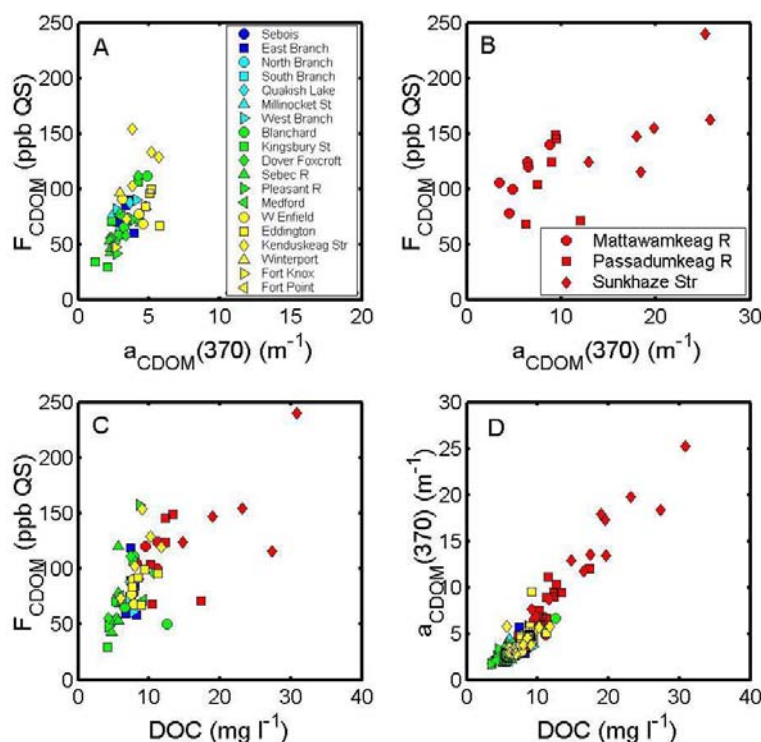 A
F_CDOM (ppb QS)
250
200
150
100
50
0
0 5 10 15 20
a_CDOM(370) (m^-1)
Sebois
East Branch
North Branch
South Branch
Quakish Lake
Millinocket St
West Branch
Blanchard
Kingsbury St
Dover Foxcroft
Sebec R
Pleasant R
Medford
W Enfield
Eddington
Kenduskeag Str
Winterport
Fort Knox
Fort Point
B
F_CDOM (ppb QS)
250
200
150
100
50
0
0 10 20 30
a_CDOM(370) (m^-1)
Mattawamkeag R
Passadumkeag R
Sunkhaze Str
C
F_CDOM (ppb QS)
250
200
150
100
50
0
0 10 20 30 40
DOC (mg l^-1)
D
a_CDOM(370) (m^-1)
30
25
20
15
10
5
0
0 10 20 30 40
DOC (mg l^-1)